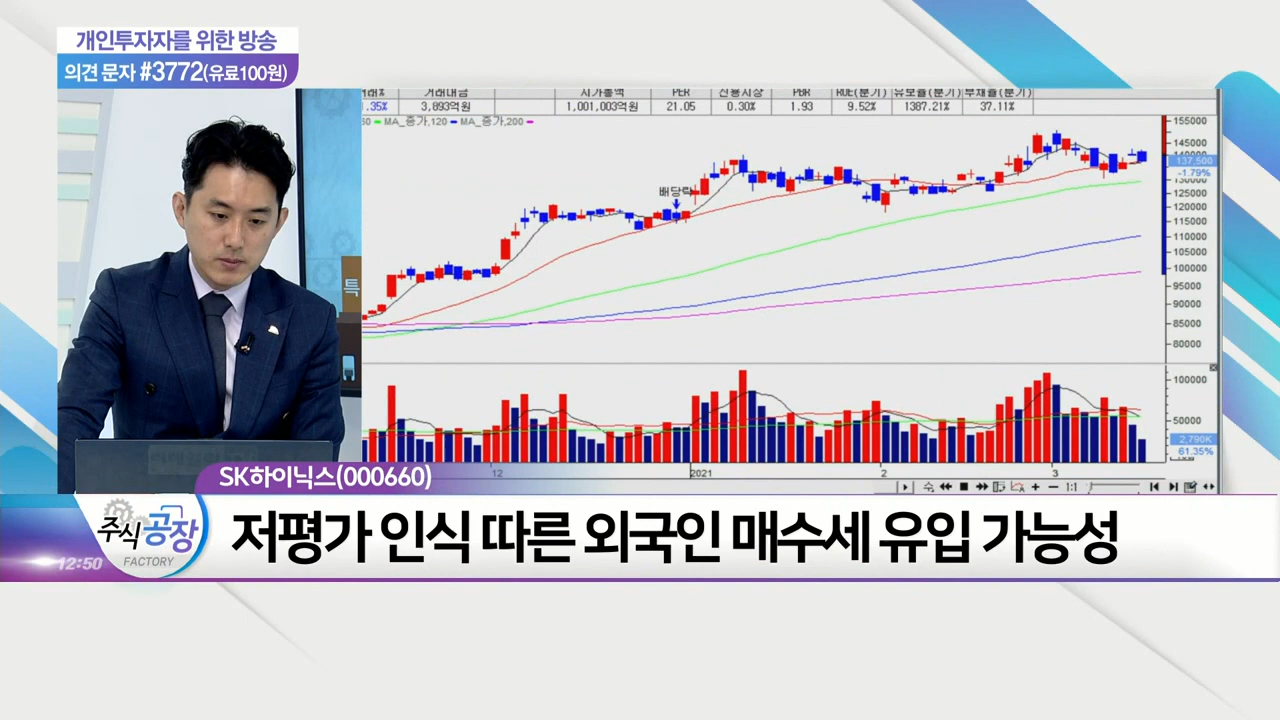 개인투자자를 위한 방송
의견 문자 #3772(유료100원)
거래대금 시가총액 PER 신용시장 PBR ROE(분기) 유보율(분기) 부채율(분기)
.35% 3,893억원 1,001,003억원 21.05 0.30% 1.93 9.52% 1387.21% 37.11%
MA_종가,120 MA_종가,200
155000
145000
137,500
-1.79%
130000
125000
120000
115000
110000
105000
100000
95000
90000
85000
80000
배당락
특
100000
50000
2,790K
61.35%
12 2021 2 3
1:1
SK하이닉스(000660)
주식공장
FACTORY
저평가 인식 따른 외국인 매수세 유입 가능성
12:50